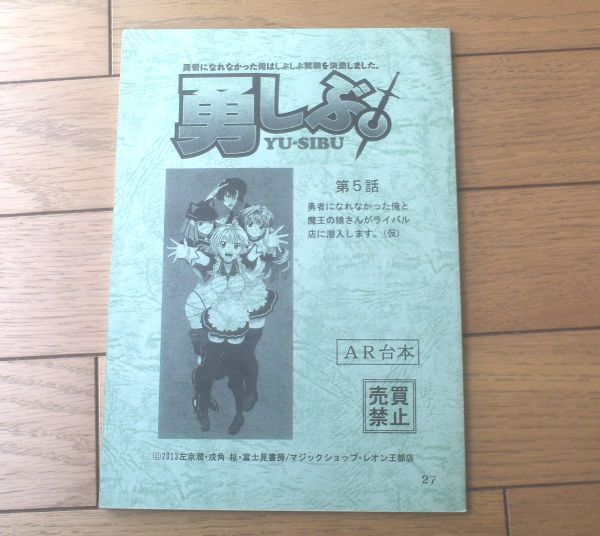 勇者になれなかった俺はしぶしぶ就職を決意しました。
勇しぶ。
YU-SIBU
第5話
勇者になれなかった俺と
魔王の娘さんがライバル
店に潜入します。(仮)
AR台本
売買
禁止
©2013左京潤・戌角 柾・富士見書房/マジックショップ・レオン王都店
27